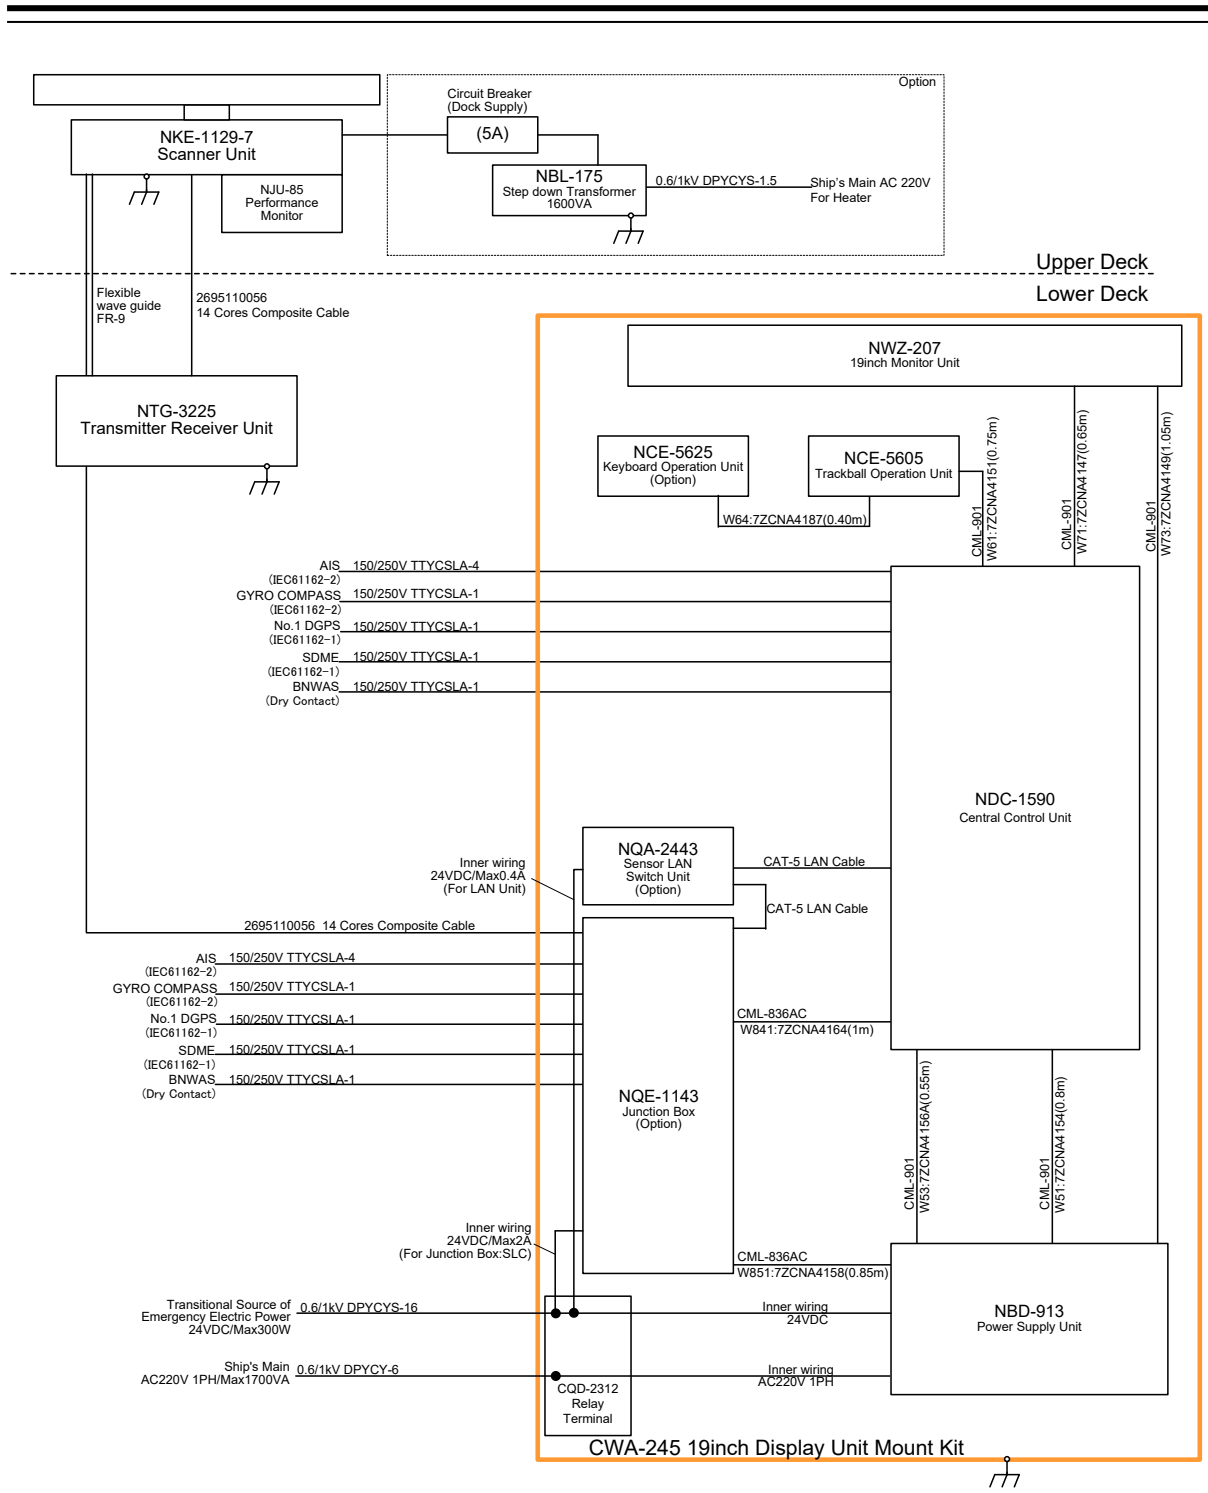 Option
Circuit Breaker
(Dock Supply)
(5A)
NKE-1129-7
Scanner Unit
NJU-85
Performance
Monitor
NBL-175
Step down Transformer
1600VA
0.6/1kV DPYCYS-1.5
Ship's Main AC 220V
For Heater
Upper Deck
Lower Deck
Flexible
wave guide
FR-9
2695110056
14 Cores Composite Cable
NTG-3225
Transmitter Receiver Unit
NWZ-207
19inch Monitor Unit
NCE-5625
Keyboard Operation Unit
(Option)
NCE-5605
Trackball Operation Unit
W64:7ZCNA4187(0.40m)
CML-901
W61:7ZCNA4151(0.75m)
CML-901
W71:7ZCNA4147(0.65m)
CML-901
W73:7ZCNA4149(1.05m)
AIS 150/250V TTYCSLA-4
(IEC61162-2)
GYRO COMPASS 150/250V TTYCSLA-1
(IEC61162-2)
No.1 DGPS 150/250V TTYCSLA-1
(IEC61162-1)
SDME 150/250V TTYCSLA-1
(IEC61162-1)
BNWAS 150/250V TTYCSLA-1
(Dry Contact)
NDC-1590
Central Control Unit
NQA-2443
Sensor LAN
Switch Unit
(Option)
CAT-5 LAN Cable
CAT-5 LAN Cable
Inner wiring
24VDC/Max0.4A
(For LAN Unit)
2695110056 14 Cores Composite Cable
AIS 150/250V TTYCSLA-4
(IEC61162-2)
GYRO COMPASS 150/250V TTYCSLA-1
(IEC61162-2)
No.1 DGPS 150/250V TTYCSLA-1
(IEC61162-1)
SDME 150/250V TTYCSLA-1
(IEC61162-1)
BNWAS 150/250V TTYCSLA-1
(Dry Contact)
CML-836AC
W841:7ZCNA4164(1m)
NQE-1143
Junction Box
(Option)
CML-901
W53:7ZCNA4156A(0.55m)
CML-901
W51:7ZCNA4154(0.8m)
Inner wiring
24VDC/Max2A
(For Junction Box:SLC)
CML-836AC
W851:7ZCNA4158(0.85m)
Transitional Source of
Emergency Electric Power
24VDC/Max300W
0.6/1kV DPYCYS-16
Inner wiring
24VDC
NBD-913
Power Supply Unit
Ship's Main
AC220V 1PH/Max1700VA
0.6/1kV DPYCY-6
Inner wiring
AC220V 1PH
CQD-2312
Relay
Terminal
CWA-245 19inch Display Unit Mount Kit